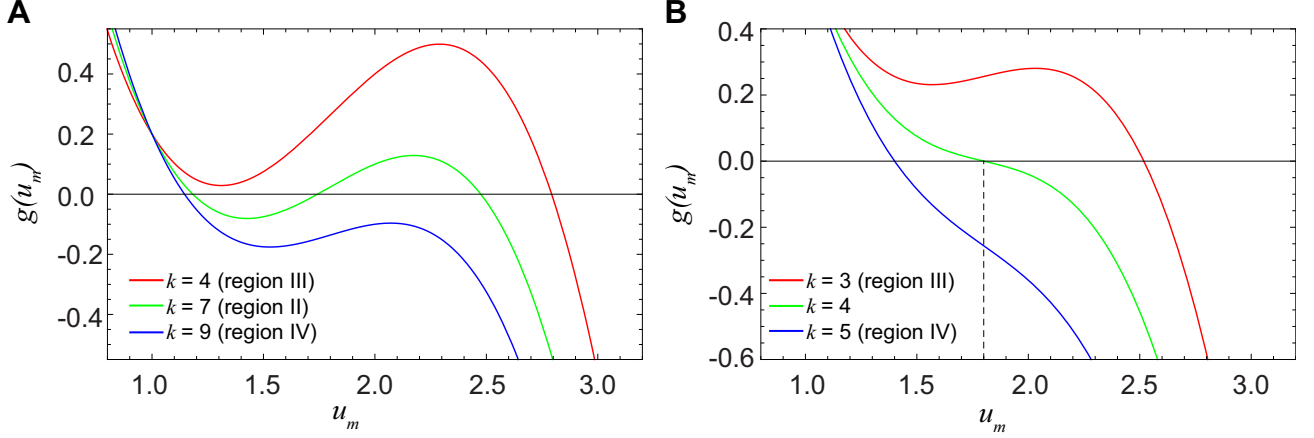 A
g(u_m)
0.4
0.2
0.0
-0.2
-0.4
k = 4 (region III)
k = 7 (region II)
k = 9 (region IV)
1.0 1.5 2.0 2.5 3.0
u_m
B
g(u_m)
0.4
0.2
0.0
-0.2
-0.4
-0.6
k = 3 (region III)
k = 4
k = 5 (region IV)
1.0 1.5 2.0 2.5 3.0
u_m